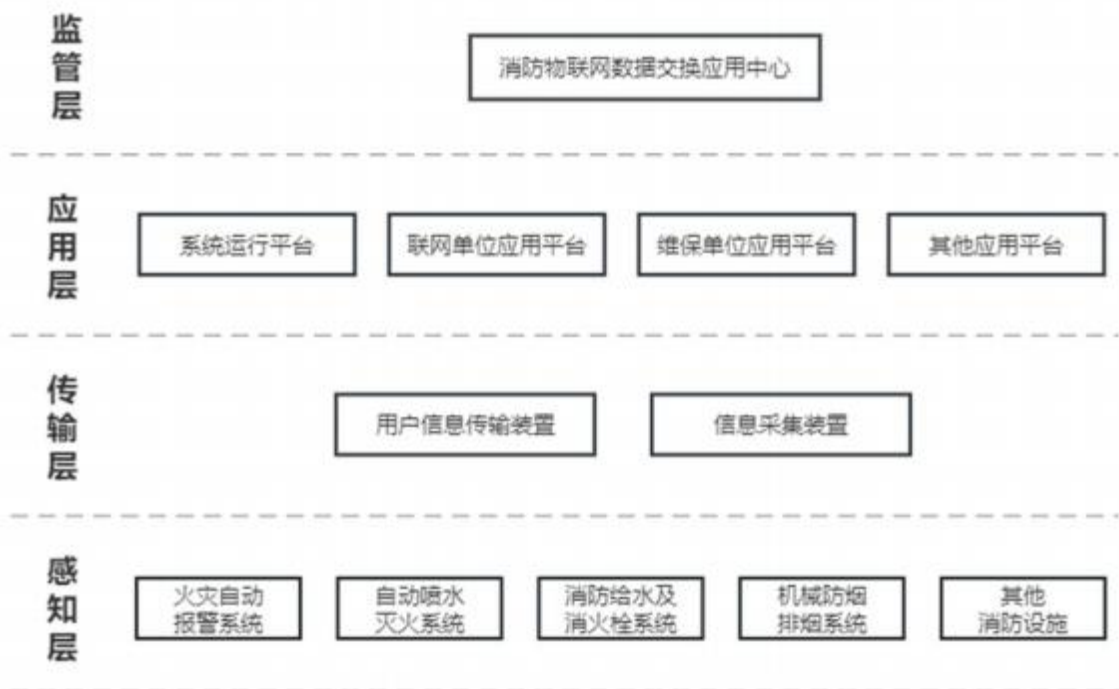 监管层
消防物联网数据交换应用中心
应用层
系统运行平台
联网单位应用平台
维保单位应用平台
其他应用平台
传输层
用户信息传输装置
信息采集装置
感知层
火灾自动
报警系统
自动喷水
灭火系统
消防给水及
消火栓系统
机械防烟
排烟系统
其他
消防设施